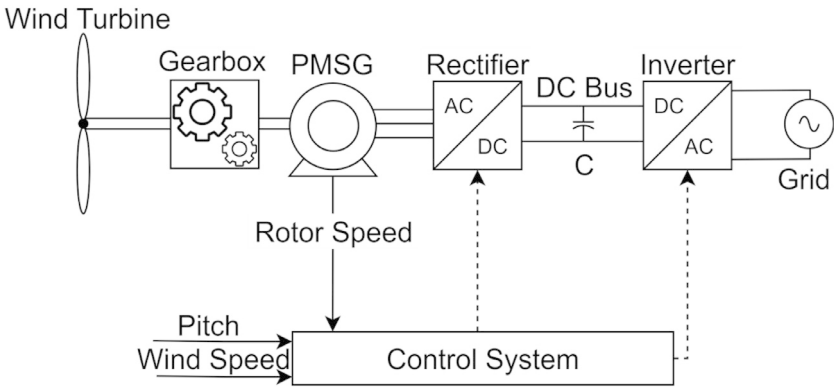 Wind Turbine
Gearbox
PMSG
Rectifier
DC Bus
Inverter
AC
DC
DC
AC
C
Grid
Rotor Speed
Pitch
Wind Speed
Control System